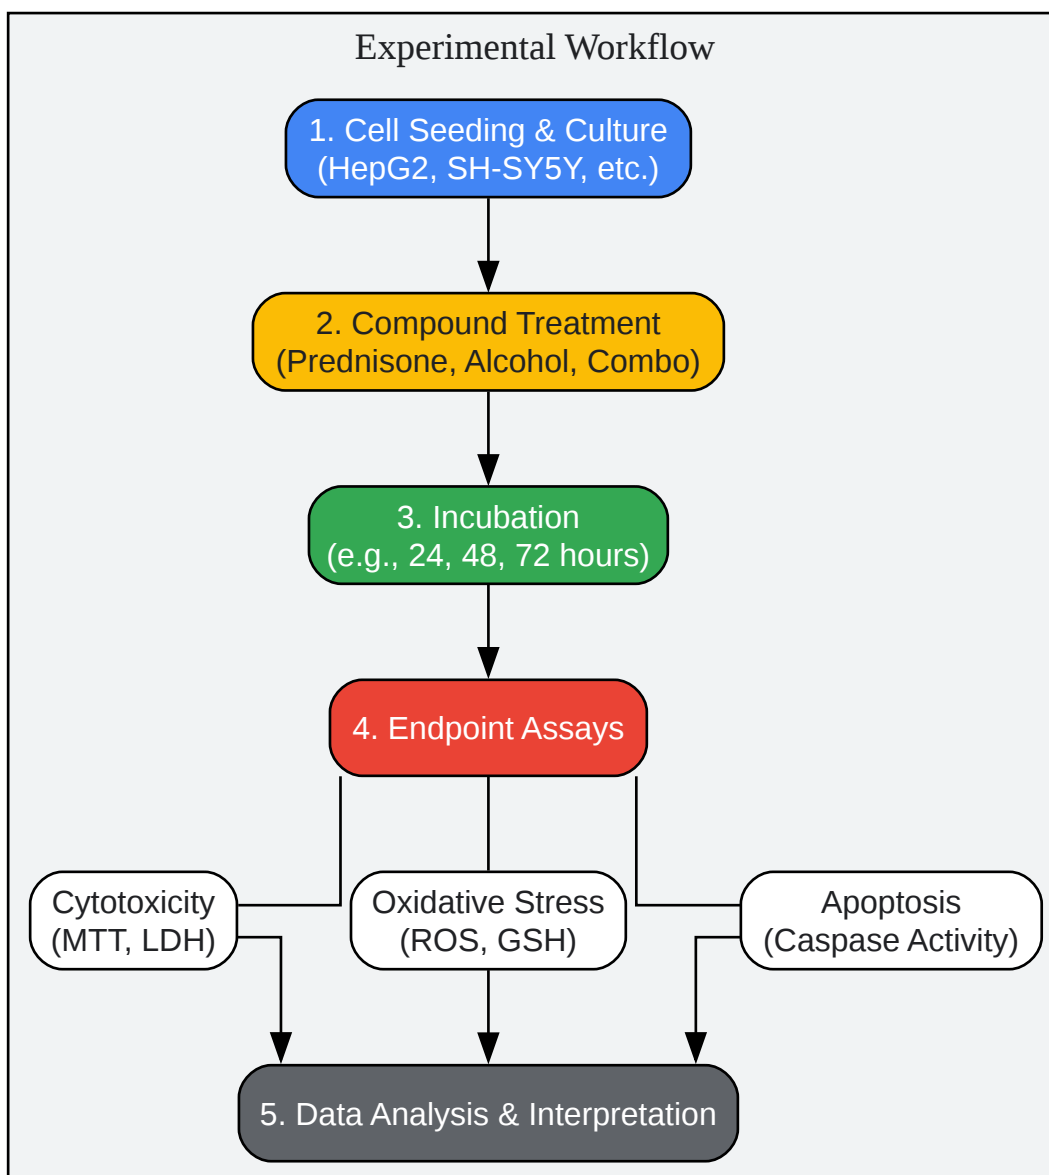 Experimental Workflow
1. Cell Seeding & Culture
(HepG2, SH-SY5Y, etc.)
2. Compound Treatment
(Prednisone, Alcohol, Combo)
3. Incubation
(e.g., 24, 48, 72 hours)
4. Endpoint Assays
Cytotoxicity
(MTT, LDH)
Oxidative Stress
(ROS, GSH)
Apoptosis
(Caspase Activity)
5. Data Analysis & Interpretation